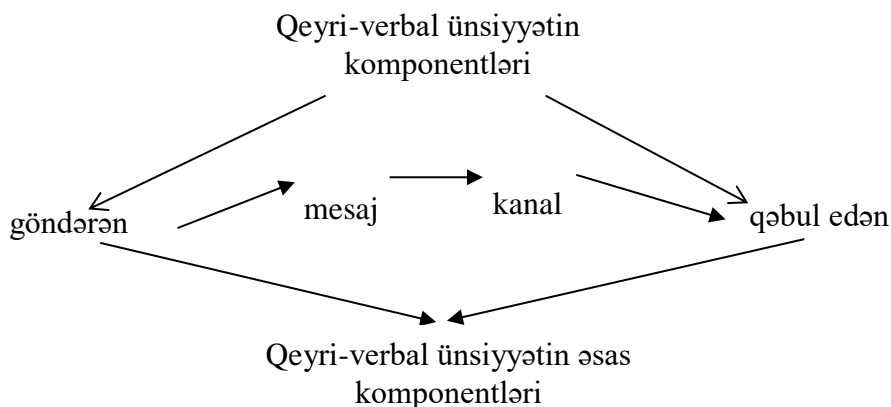 Qeyri-verbal ünsiyyətin
komponentləri
mesaj
kanal
göndərən
qəbul edən
Qeyri-verbal ünsiyyətin əsas
komponentləri